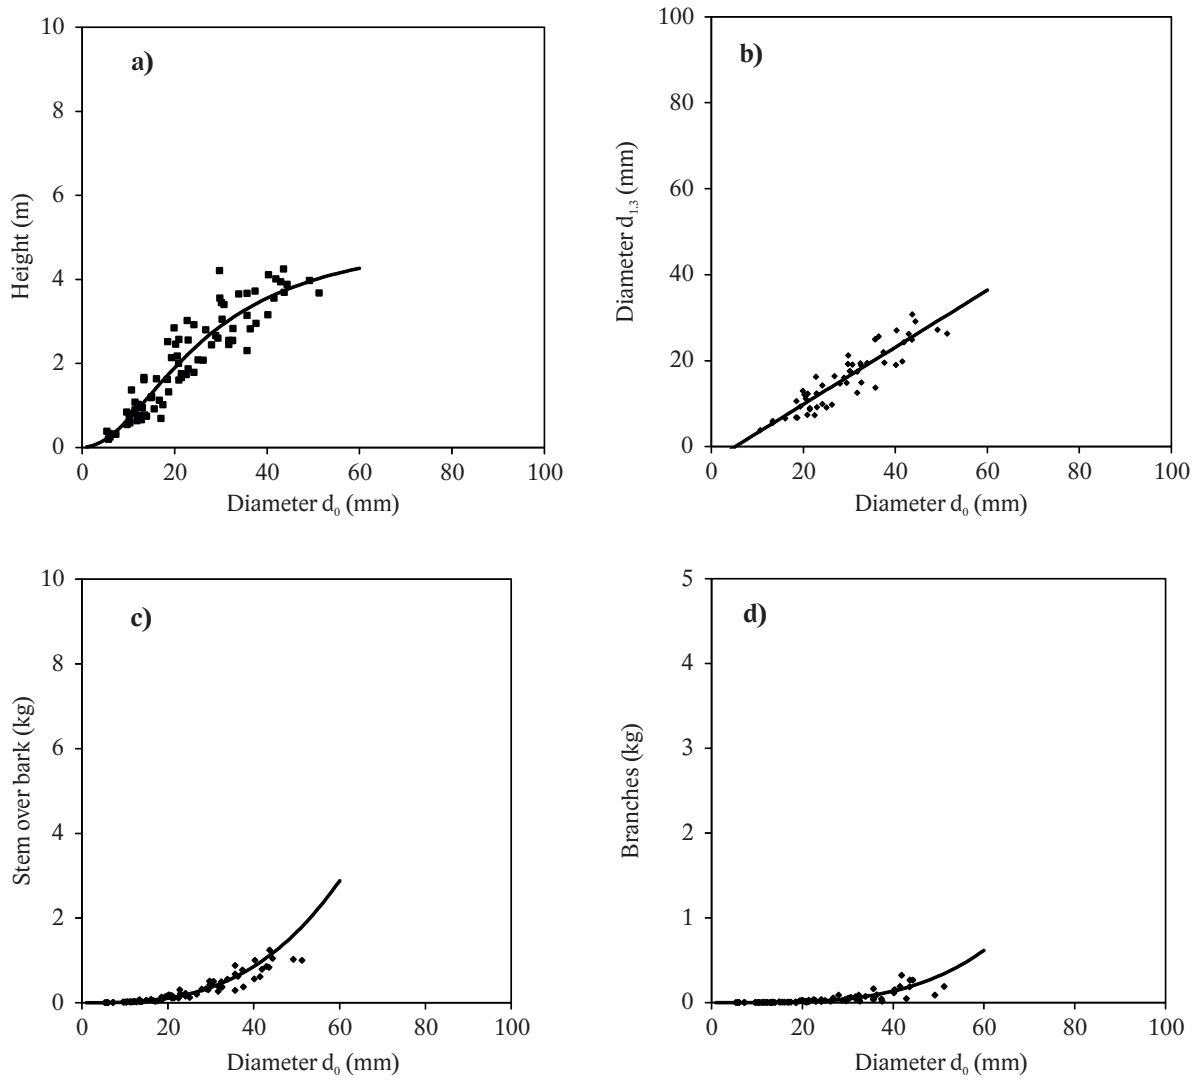 a)
10
8
6
4
2
0
Height (m)
0 20 40 60 80 100
Diameter d₀ (mm)
b)
100
80
60
40
20
0
Diameter d₁.₃ (mm)
0 20 40 60 80 100
Diameter d₀ (mm)
c)
10
8
6
4
2
0
Stem over bark (kg)
0 20 40 60 80 100
Diameter d₀ (mm)
d)
5
4
3
2
1
0
Branches (kg)
0 20 40 60 80 100
Diameter d₀ (mm)